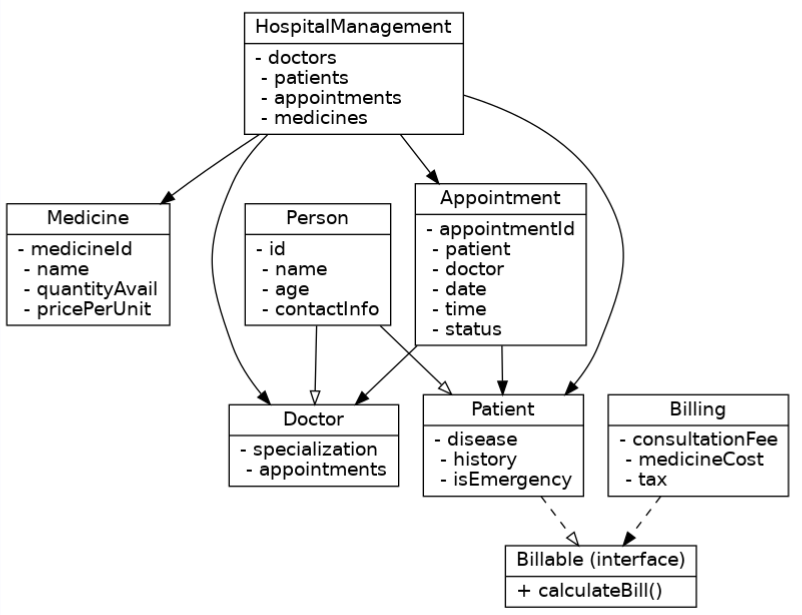 HospitalManagement
- doctors
- patients
- appointments
- medicines
Medicine
- medicineId
- name
- quantityAvail
- pricePerUnit
Person
- id
- name
- age
- contactInfo
Appointment
- appointmentId
- patient
- doctor
- date
- time
- status
Doctor
- specialization
- appointments
Patient
- disease
- history
- isEmergency
Billing
- consultationFee
- medicineCost
- tax
Billable (interface)
+ calculateBill()